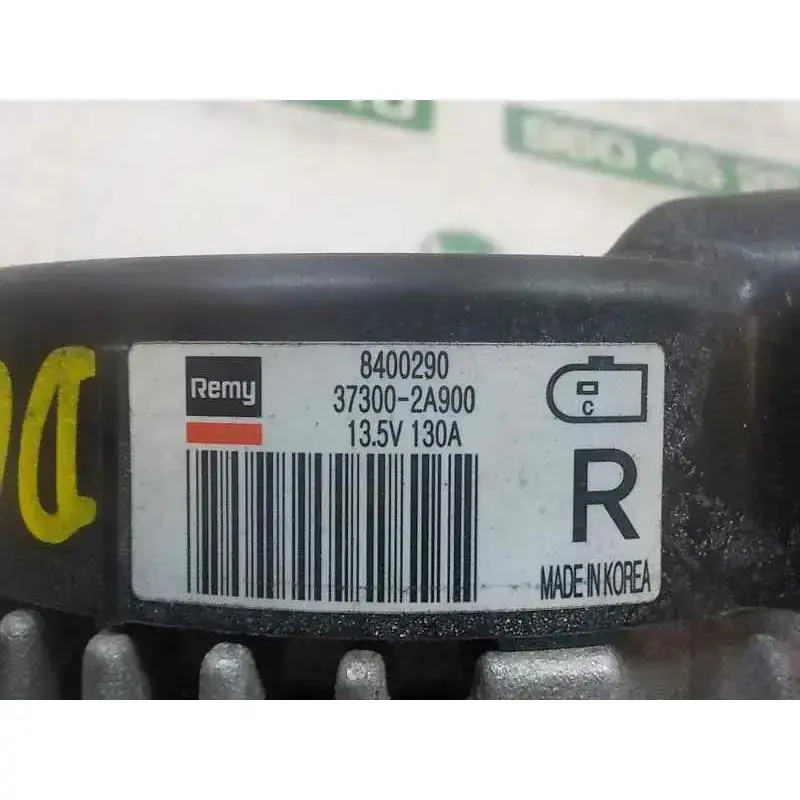 Remy
8400290
37300-2A900
13.5V 130A
C
R
MADE IN KOREA